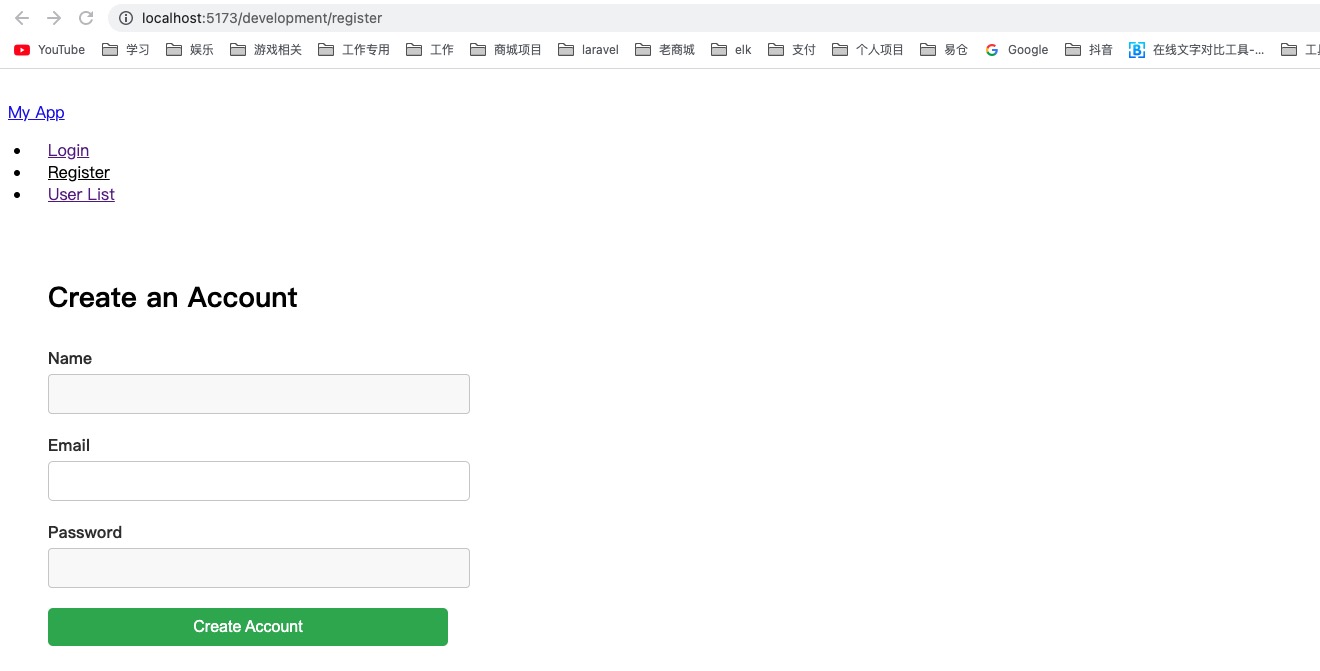 localhost:5173/development/register
YouTube 学习 娱乐 游戏相关 工作专用 工作 商城项目 laravel 老商城 elk 支付 个人项目 易仓 Google 抖音 在线文字对比工具-...
My App
Login
Register
User List
Create an Account
Name
Email
Password
Create Account